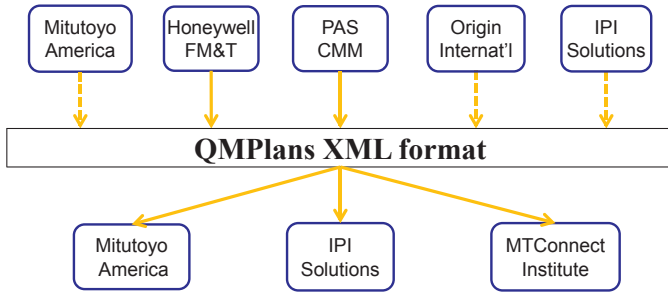 Mitutoyo
America
Honeywell
FM&T
PAS
CMM
Origin
Internat'l
IPI
Solutions
QMPlans XML format
Mitutoyo
America
IPI
Solutions
MTConnect
Institute